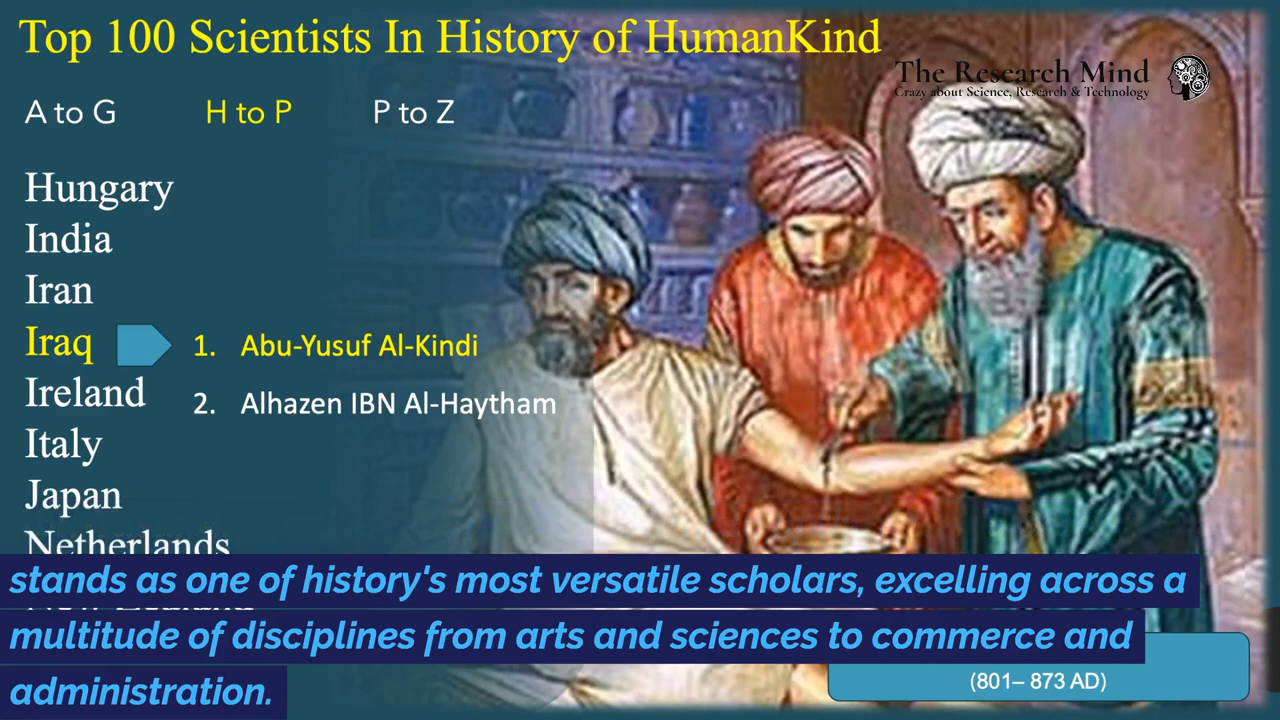 Top 100 Scientists In History of HumanKind
The Research Mind
Crazy about Science, Research & Technology
A to G H to P P to Z
Hungary
India
Iran
Iraq 1. Abu-Yusuf Al-Kindi
Ireland 2. Alhazen IBN Al-Haytham
Italy
Japan
Netherlands
stands as one of history's most versatile scholars, excelling across a
multitude of disciplines from arts and sciences to commerce and
administration.
(801– 873 AD)